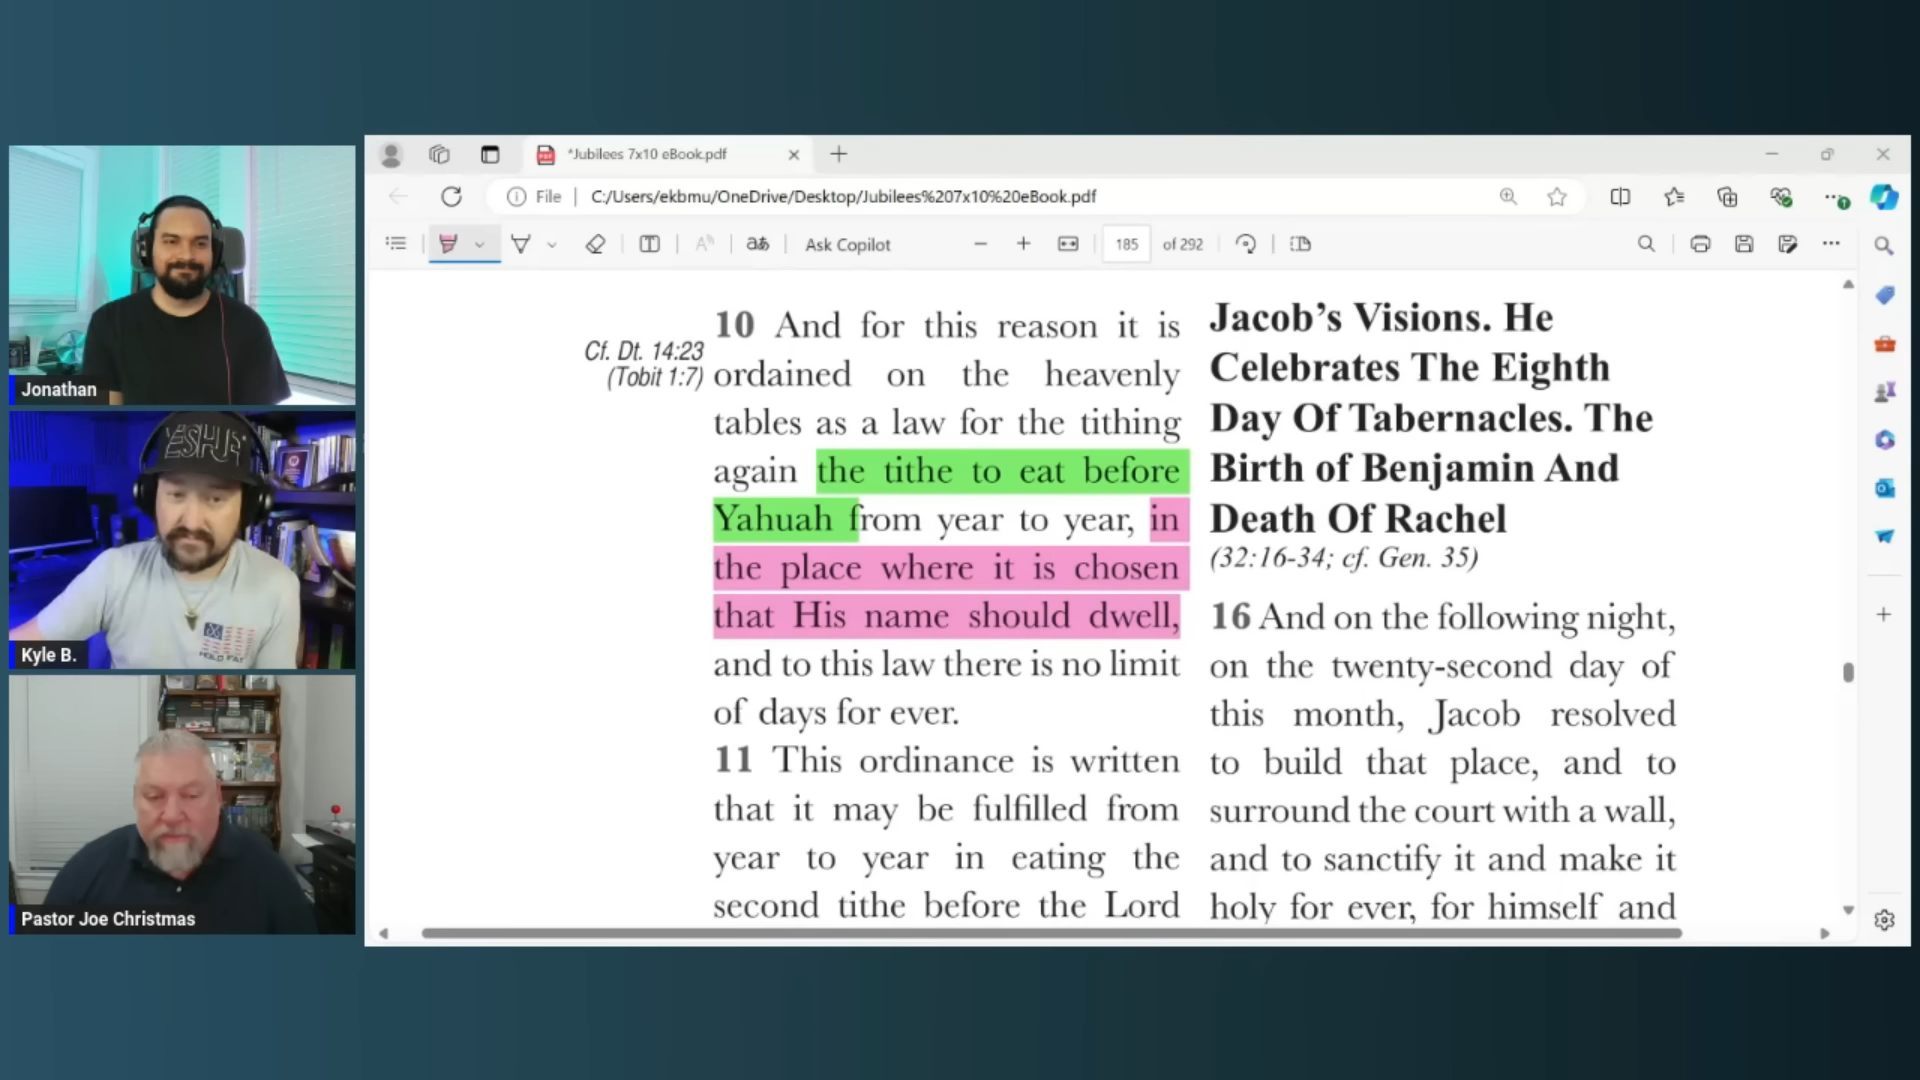 Jonathan
ESHUA
Kyle B.
Pastor Joe Christmas
*Jubilees 7x10 eBook.pdf
File | C:/Users/ekbmu/OneDrive/Desktop/Jubilees%207x10%20eBook.pdf
Ask Copilot
185 of 292
Cf. Dt. 14:23
(Tobit 1:7)
10 And for this reason it is
ordained on the heavenly
tables as a law for the tithing
again the tithe to eat before
Yahuah from year to year, in
the place where it is chosen
that His name should dwell,
and to this law there is no limit
of days for ever.
11 This ordinance is written
that it may be fulfilled from
year to year in eating the
second tithe before the Lord
Jacob’s Visions. He
Celebrates The Eighth
Day Of Tabernacles. The
Birth of Benjamin And
Death Of Rachel
(32:16-34; cf. Gen. 35)
16 And on the following night,
on the twenty-second day of
this month, Jacob resolved
to build that place, and to
surround the court with a wall,
and to sanctify it and make it
holy for ever, for himself and